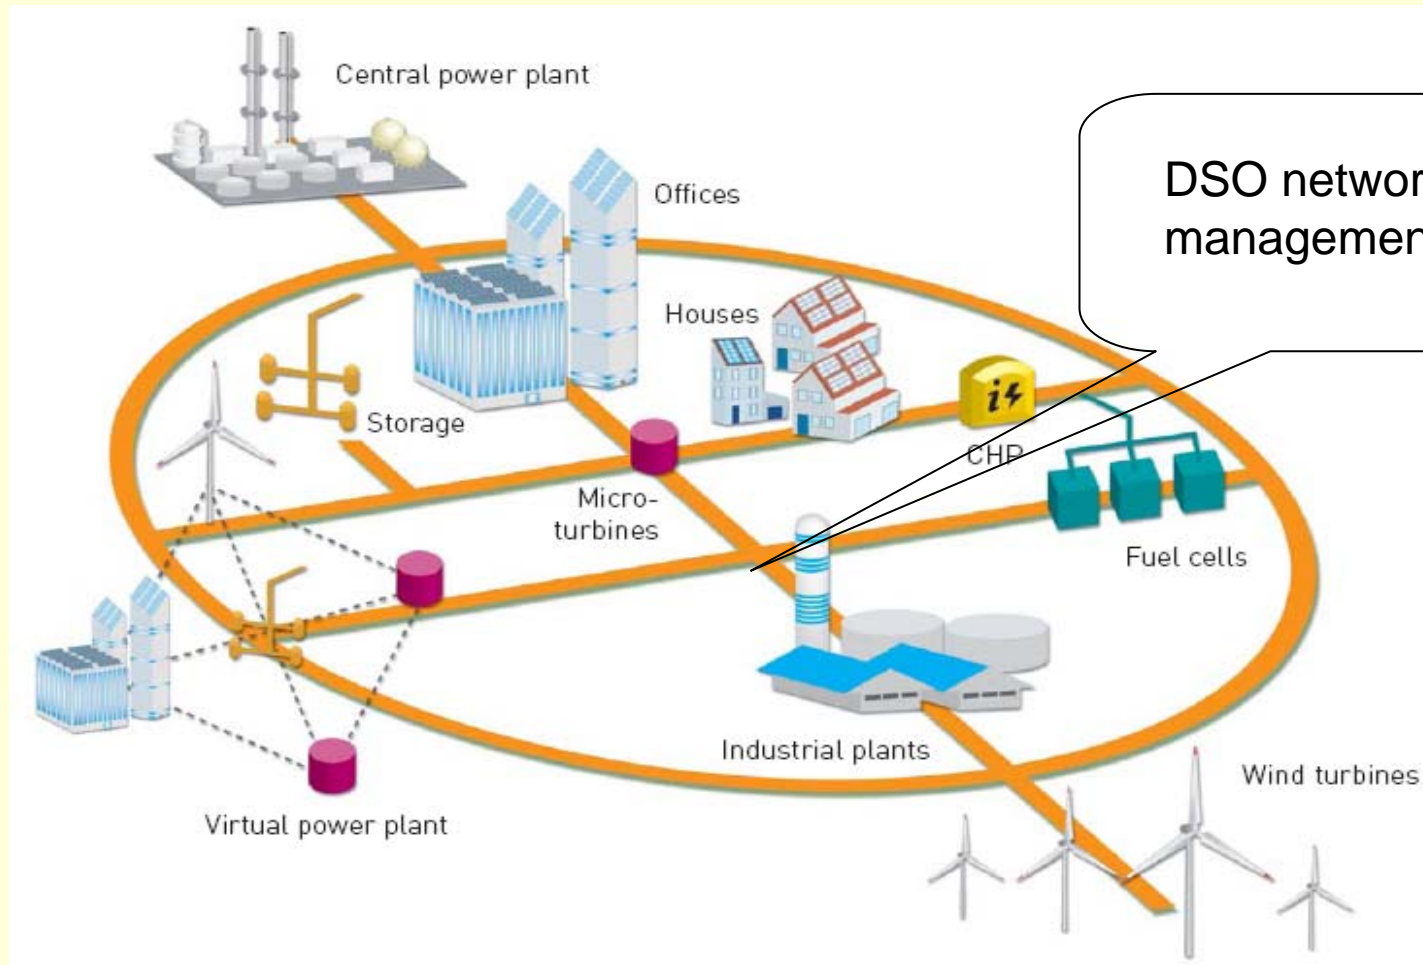 Central power plant
Offices
DSO networ
managemen
Houses
Storage
CHP
Micro-
turbines
Fuel cells
Industrial plants
Wind turbines
Virtual power plant